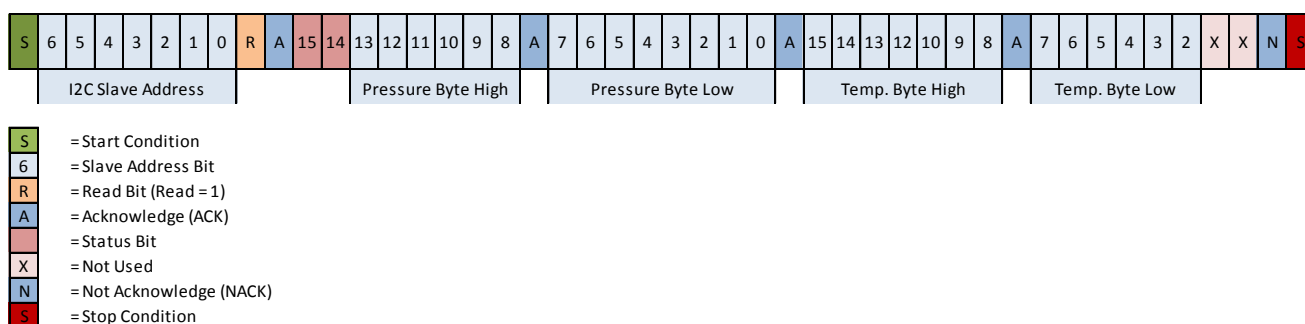 S 6 5 4 3 2 1 0 R A 15 14 13 12 11 10 9 8 A 7 6 5 4 3 2 1 0 A 15 14 13 12 10 9 8 A 7 6 5 4 3 2 X X N S
I2C Slave Address Pressure Byte High Pressure Byte Low Temp. Byte High Temp. Byte Low
S = Start Condition
6 = Slave Address Bit
R = Read Bit (Read = 1)
A = Acknowledge (ACK)
= Status Bit
X = Not Used
N = Not Acknowledge (NACK)
S = Stop Condition